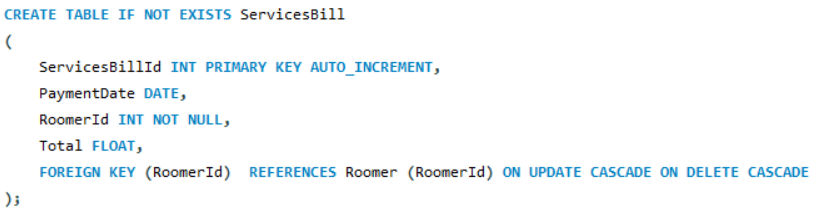 CREATE TABLE IF NOT EXISTS ServicesBill
(
    ServicesBillId INT PRIMARY KEY AUTO_INCREMENT,
    PaymentDate DATE,
    RoomerId INT NOT NULL,
    Total FLOAT,
    FOREIGN KEY (RoomerId)  REFERENCES Roomer (RoomerId) ON UPDATE CASCADE ON DELETE CASCADE
);